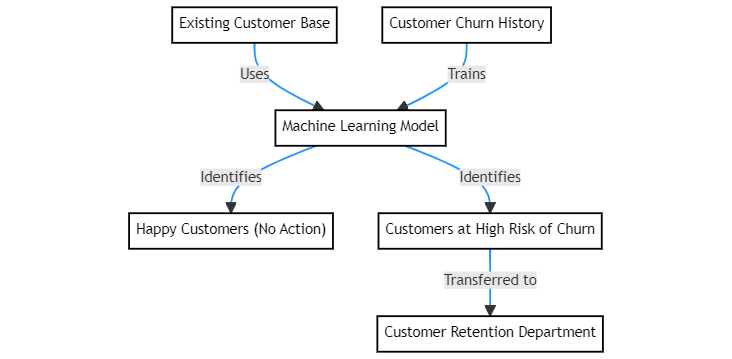 Existing Customer Base
Customer Churn History
Uses
Trains
Machine Learning Model
Identifies
Identifies
Happy Customers (No Action)
Customers at High Risk of Churn
Transferred to
Customer Retention Department